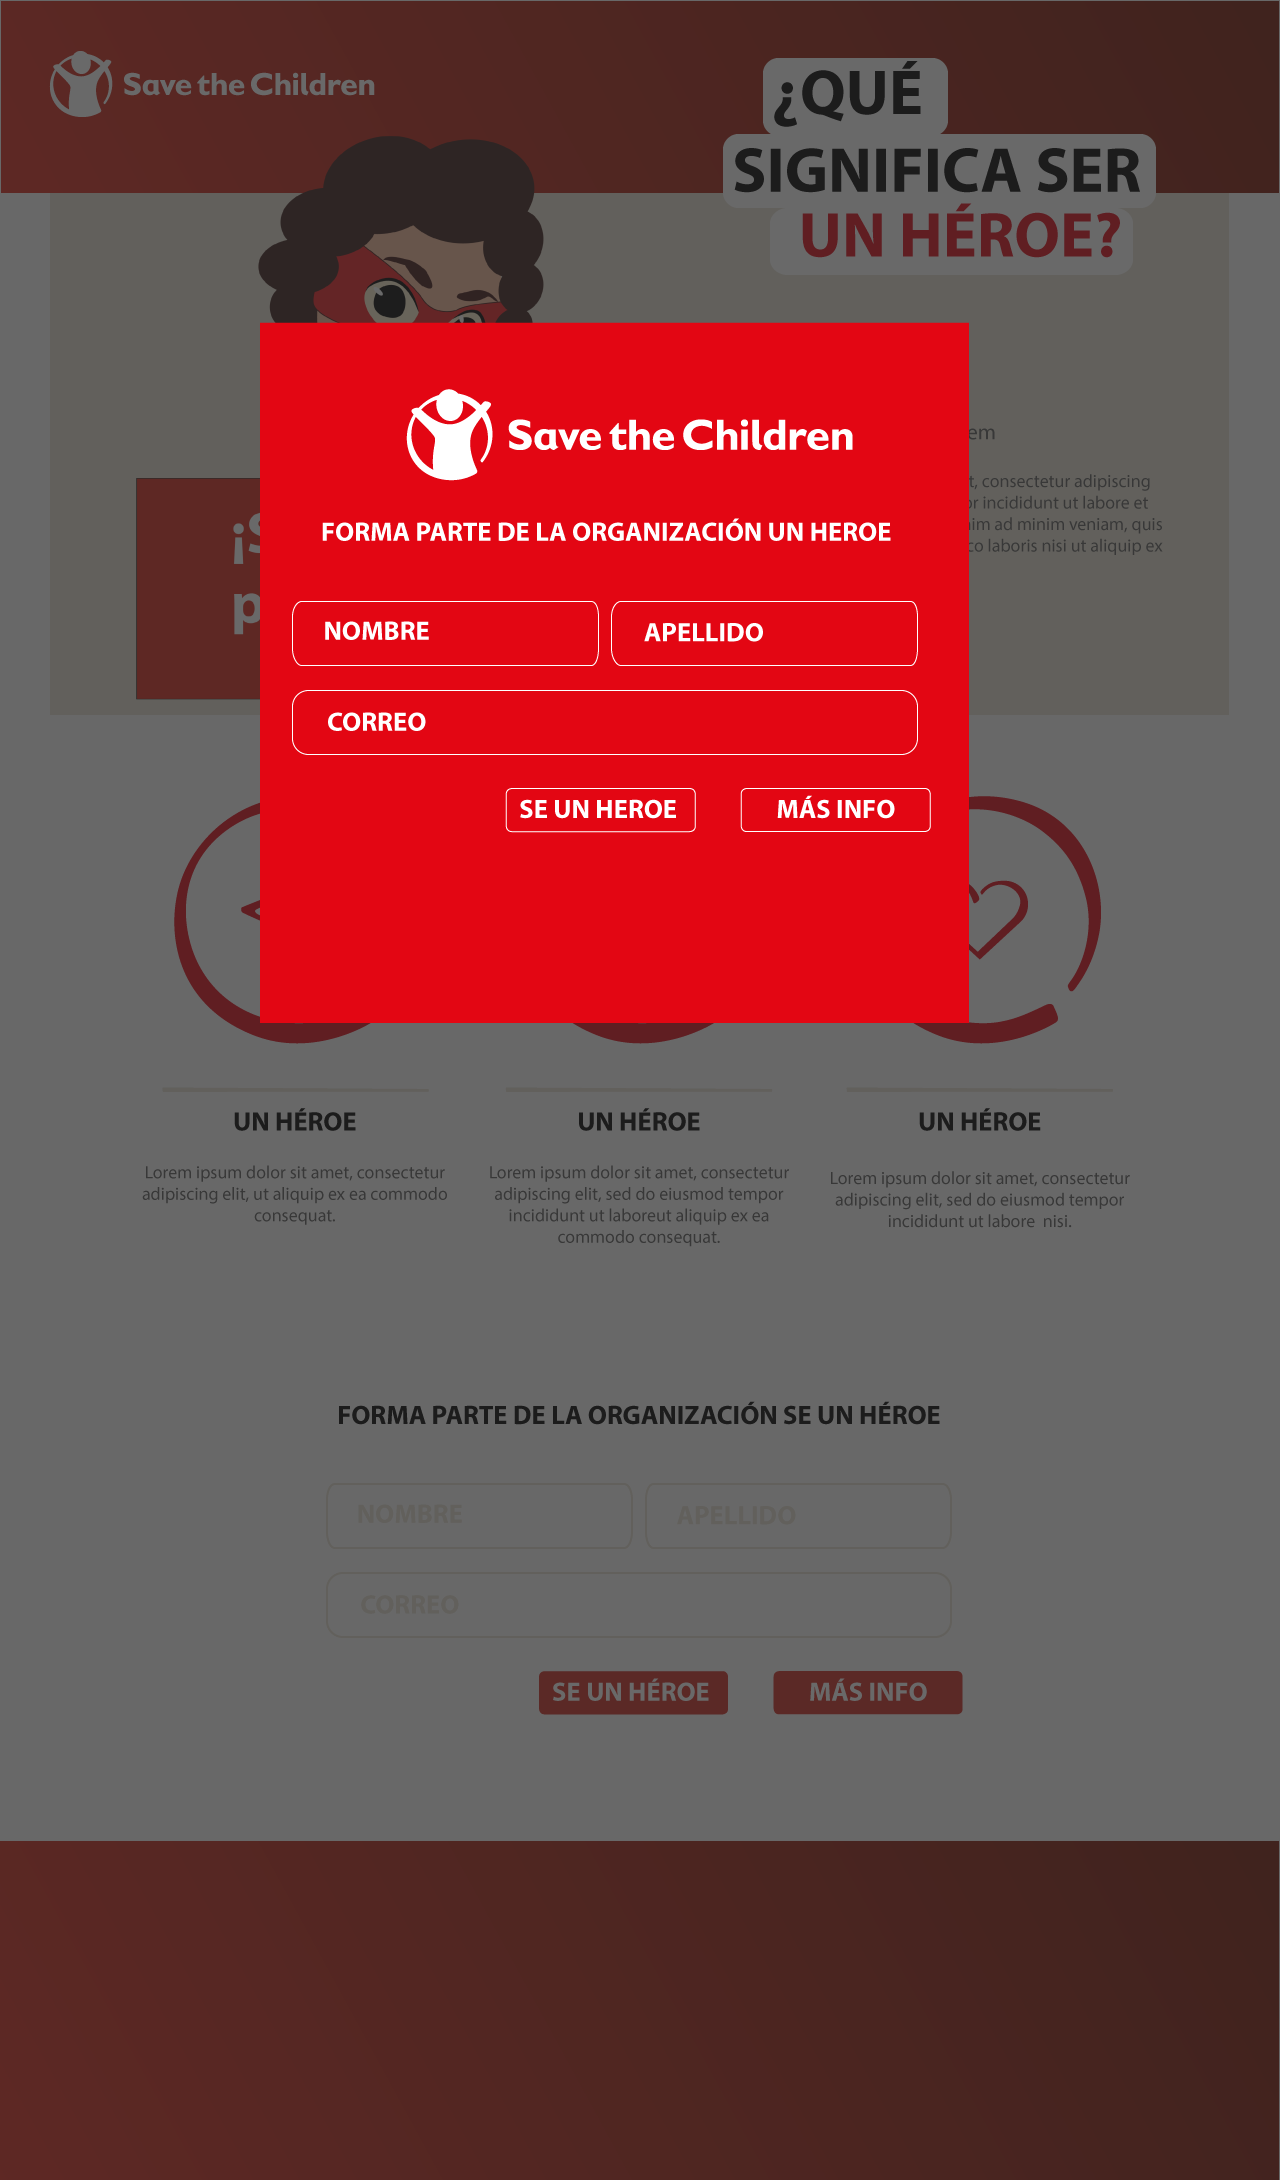 Save the Children
¿QUÉ
SIGNIFICA SER
UN HÉROE?
Save the Children
FORMA PARTE DE LA ORGANIZACIÓN UN HEROE
NOMBRE
APELLIDO
CORREO
SE UN HEROE
MÁS INFO
em
t, consectetur adipiscing
or incididunt ut labore et
nim ad minim veniam, quis
co laboris nisi ut aliquip ex
¡S
p
UN HÉROE
Lorem ipsum dolor sit amet, consectetur
adipiscing elit, ut aliquip ex ea commodo
consequat.
UN HÉROE
Lorem ipsum dolor sit amet, consectetur
adipiscing elit, sed do eiusmod tempor
incididunt ut laboreut aliquip ex ea
commodo consequat.
UN HÉROE
Lorem ipsum dolor sit amet, consectetur
adipiscing elit, sed do eiusmod tempor
incididunt ut labore  nisi.
FORMA PARTE DE LA ORGANIZACIÓN SE UN HÉROE
NOMBRE
APELLIDO
CORREO
SE UN HÉROE
MÁS INFO